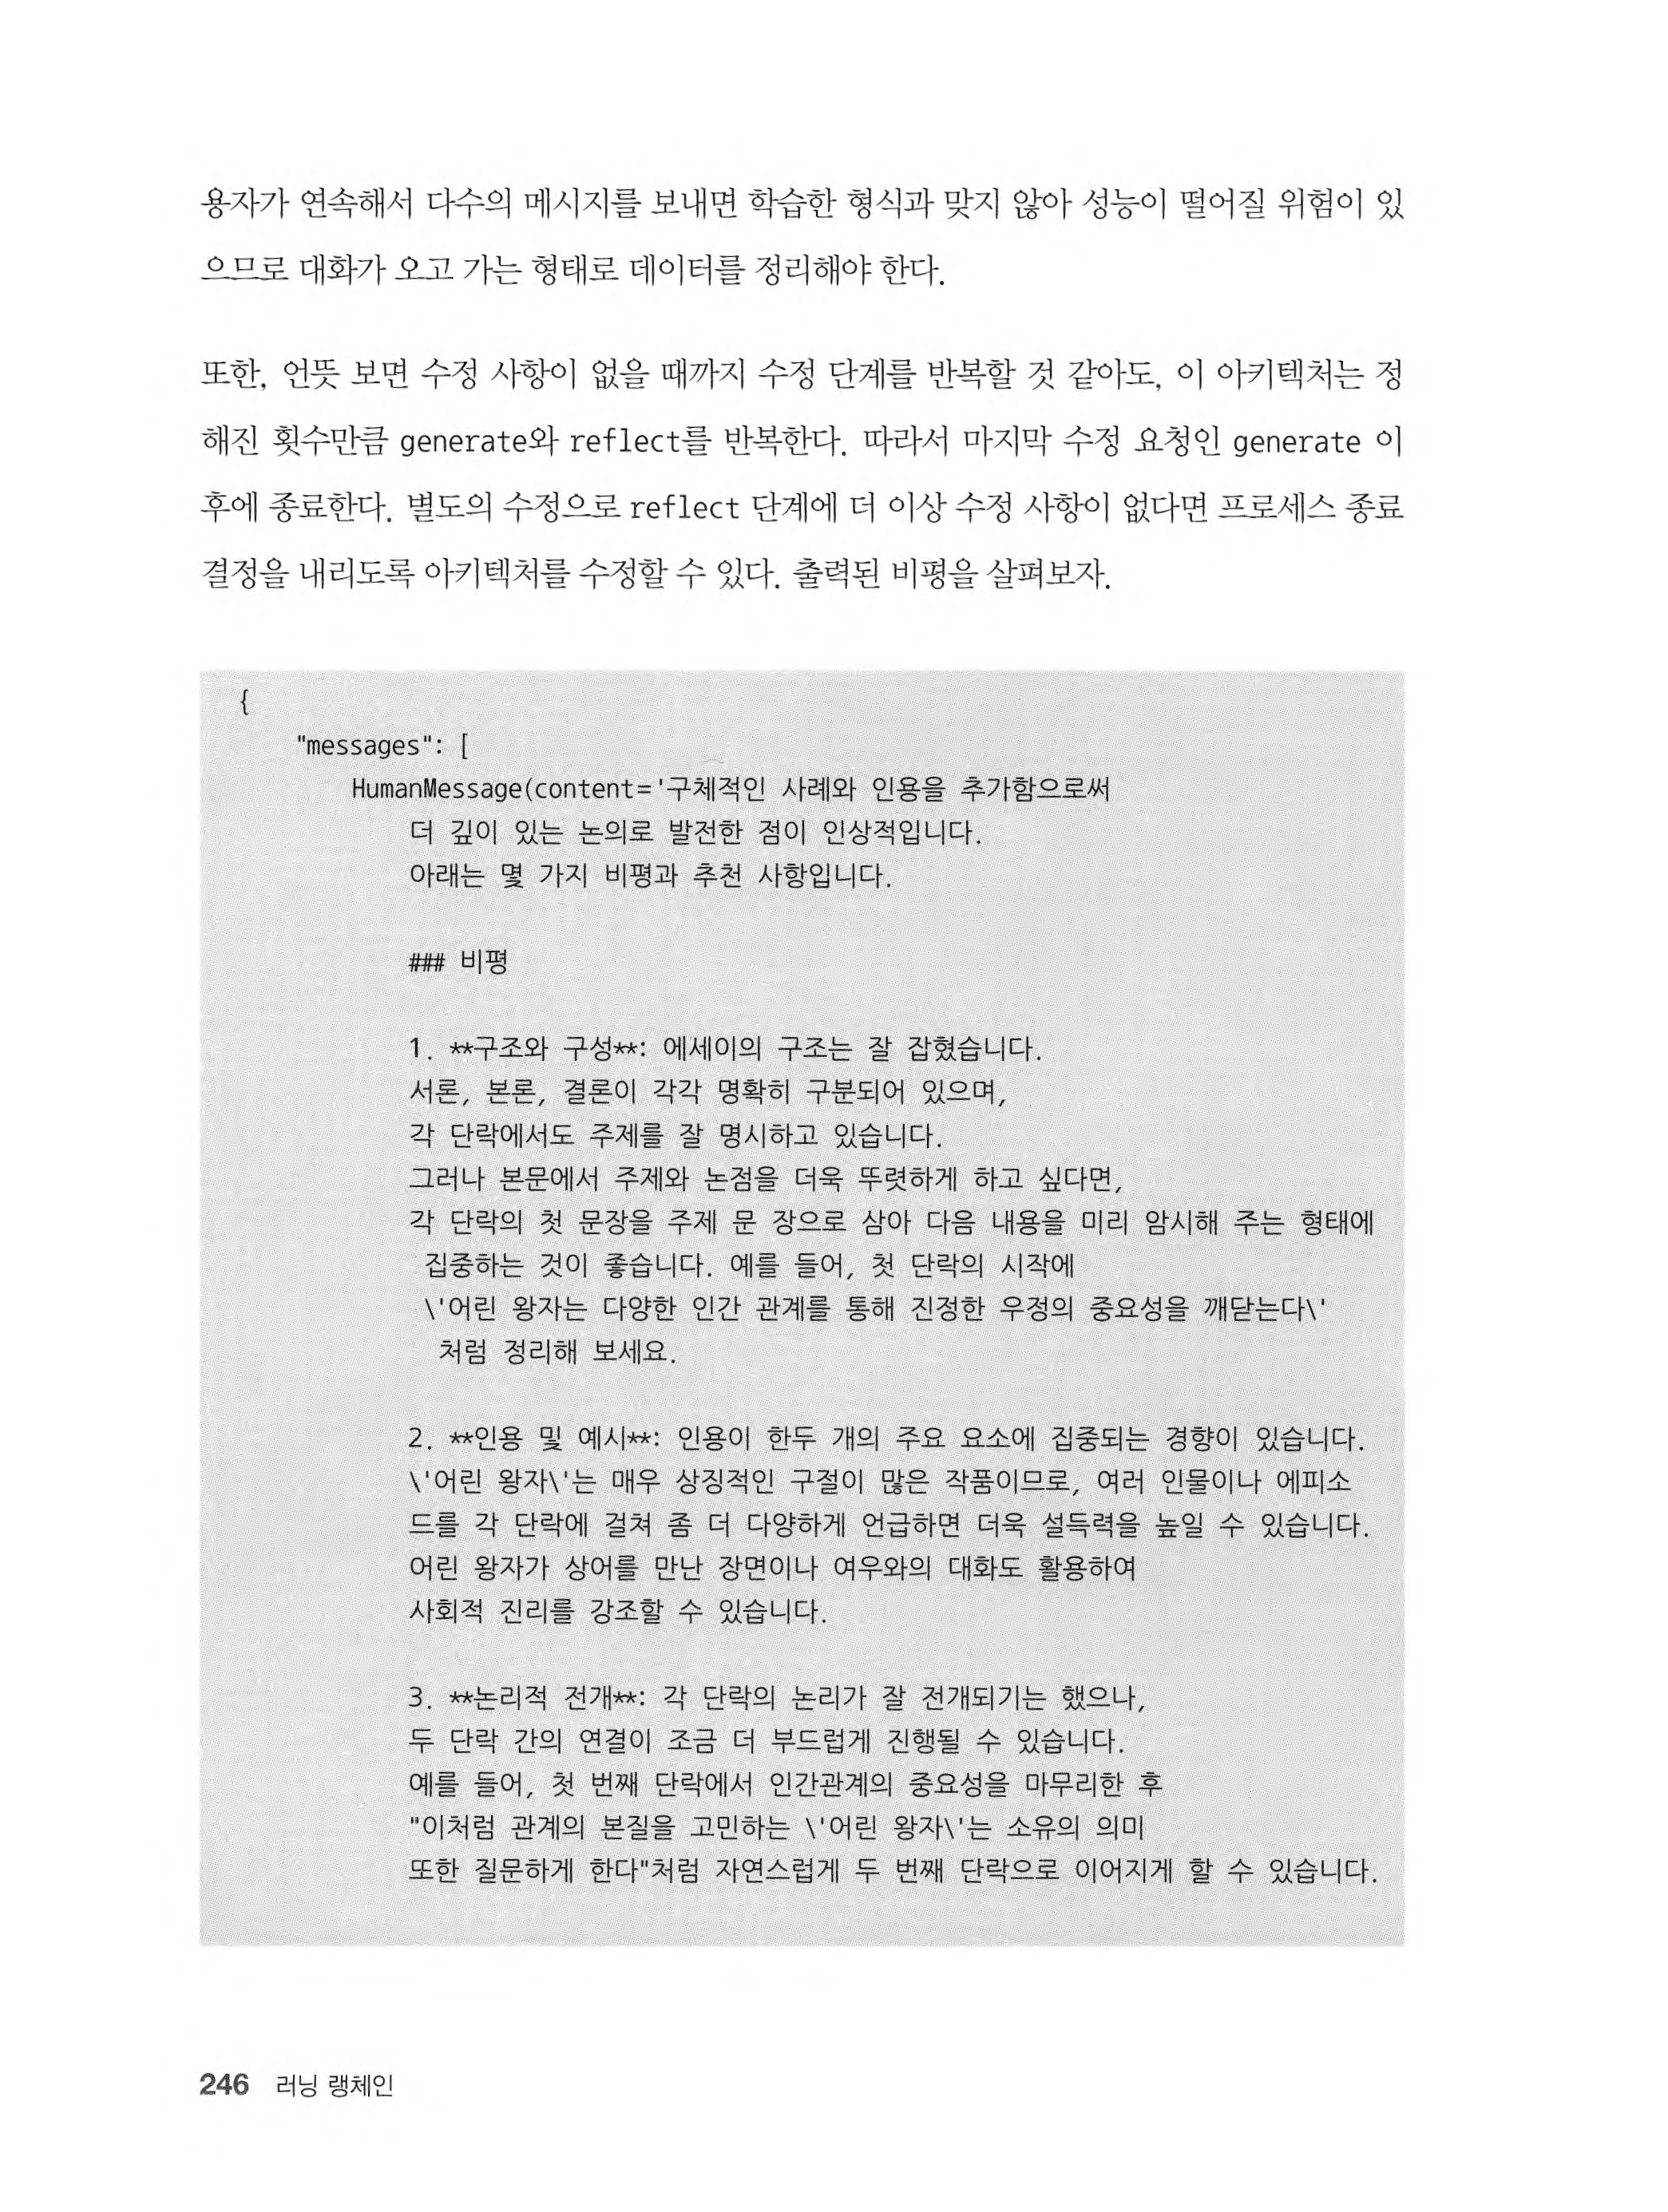 용자가 연속해서 다수의 메시지를 보내면 학습한 형식과 맞지 않아 성능이 떨어질 위험이 있
으므로 대화가 오고 가는 형태로 데이터를 정리해야 한다.
또한, 언뜻 보면 수정 사항이 없을 때까지 수정 단계를 반복할 것 같아도, 이 아키텍처는 정
해진 횟수만큼 generate와 reflect를 반복한다. 따라서 마지막 수정 요청인 generate 이
후에 종료한다. 별도의 수정으로 reflect 단계에 더 이상 수정 사항이 없다면 프로세스 종료
결정을 내리도록 아키텍처를 수정할 수 있다. 출력된 비평을 살펴보자.
{
"messages": [
HumanMessage(content='구체적인 사례와 인용을 추가함으로써
더 깊이 있는 논의로 발전한 점이 인상적입니다.
아래는 몇 가지 비평과 추천 사항입니다.
### 비평
1. **구조와 구성**: 에세이의 구조는 잘 잡혔습니다.
서론, 본론, 결론이 각각 명확히 구분되어 있으며,
각 단락에서도 주제를 잘 명시하고 있습니다.
그러나 본문에서 주제와 논점을 더욱 뚜렷하게 하고 싶다면,
각 단락의 첫 문장을 주제 문 장으로 삼아 다음 내용을 미리 암시해 주는 형태에
집중하는 것이 좋습니다. 예를 들어, 첫 단락의 시작에
\'어린 왕자는 다양한 인간 관계를 통해 진정한 우정의 중요성을 깨닫는다\'
처럼 정리해 보세요.
2. **인용 및 예시**: 인용이 한두 개의 주요 요소에 집중되는 경향이 있습니다.
\'어린 왕자\'는 매우 상징적인 구절이 많은 작품이므로, 여러 인물이나 에피소
드를 각 단락에 걸쳐 좀 더 다양하게 언급하면 더욱 설득력을 높일 수 있습니다.
어린 왕자가 상어를 만난 장면이나 여우와의 대화도 활용하여
사회적 진리를 강조할 수 있습니다.
3. **논리적 전개**: 각 단락의 논리가 잘 전개되기는 했으나,
두 단락 간의 연결이 조금 더 부드럽게 진행될 수 있습니다.
예를 들어, 첫 번째 단락에서 인간관계의 중요성을 마무리한 후
"이처럼 관계의 본질을 고민하는 \'어린 왕자\'는 소유의 의미
또한 질문하게 한다"처럼 자연스럽게 두 번째 단락으로 이어지게 할 수 있습니다.
246 러닝 랭체인